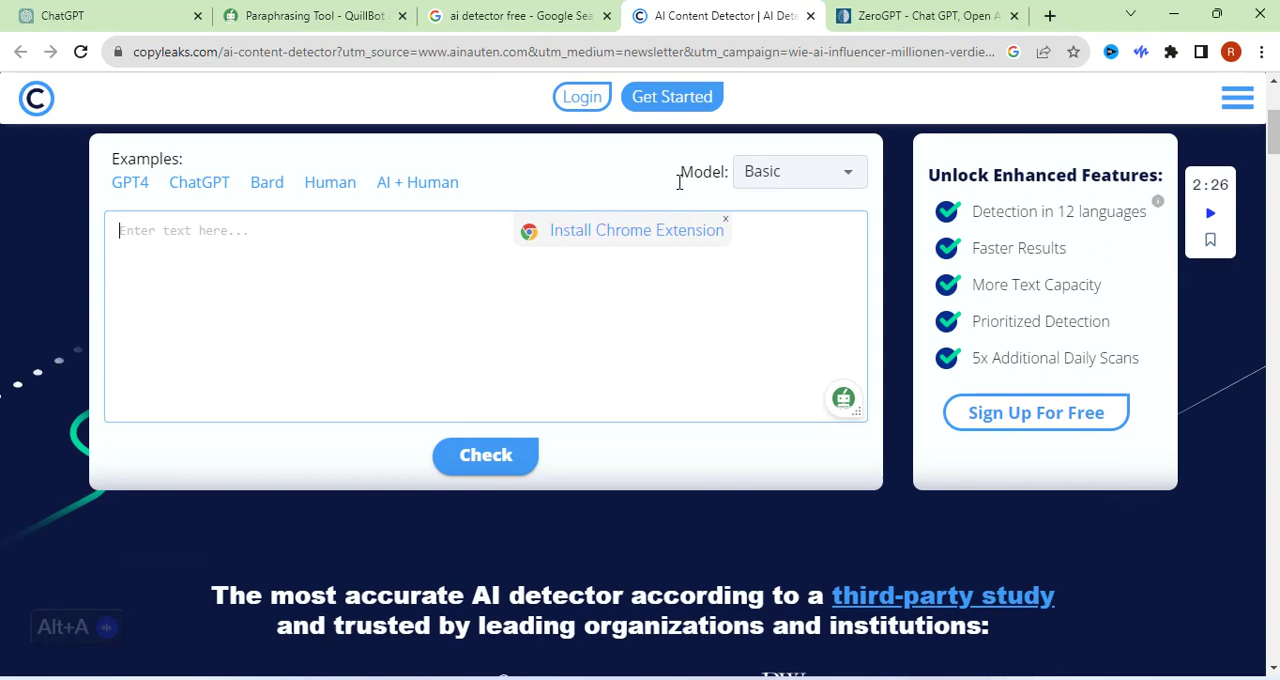 ChatGPT
Paraphrasing Tool - QuillBot A
ai detector free - Google Sea
AI Content Detector | AI Dete
ZeroGPT - Chat GPT, Open A
copyleaks.com/ai-content-detector?utm_source=www.ainauten.com&utm_medium=newsletter&utm_campaign=wie-ai-influencer-millionen-verdie...
R
C
Login
Get Started
Examples:
GPT4 ChatGPT Bard Human AI + Human
Model: Basic
Enter text here...
Install Chrome Extension
x
Check
Unlock Enhanced Features:
Detection in 12 languages
Faster Results
More Text Capacity
Prioritized Detection
5x Additional Daily Scans
Sign Up For Free
2:26
The most accurate AI detector according to a third-party study
and trusted by leading organizations and institutions:
Alt+A